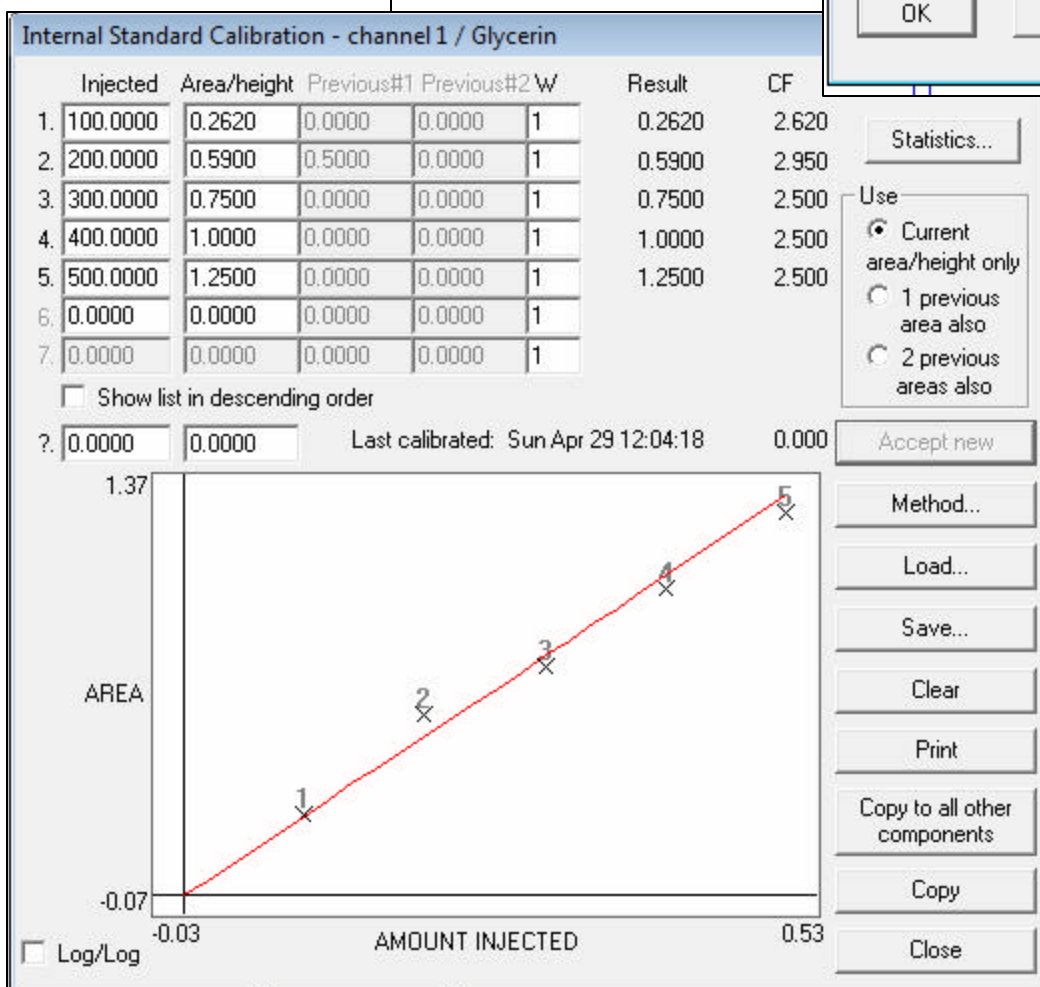 OK
Internal Standard Calibration - channel 1 / Glycerin
Injected Area/height Previous#1 Previous#2 W Result CF
1. 100.0000 0.2620 0.0000 0.0000 1 0.2620 2.620
2. 200.0000 0.5900 0.5000 0.0000 1 0.5900 2.950
3. 300.0000 0.7500 0.0000 0.0000 1 0.7500 2.500
4. 400.0000 1.0000 0.0000 0.0000 1 1.0000 2.500
5. 500.0000 1.2500 0.0000 0.0000 1 1.2500 2.500
6. 0.0000 0.0000 0.0000 0.0000 1
7. 0.0000 0.0000 0.0000 0.0000 1
Statistics...
Use
Current
area/height only
1 previous
area also
2 previous
areas also
Show list in descending order
?. 0.0000 0.0000 Last calibrated: Sun Apr 29 12:04:18 0.000
Accept new
Method...
Load...
Save...
Clear
Print
Copy to all other
components
Copy
Close
1.37
5
4
3
2
1
AREA
-0.07
-0.03 AMOUNT INJECTED 0.53
Log/Log